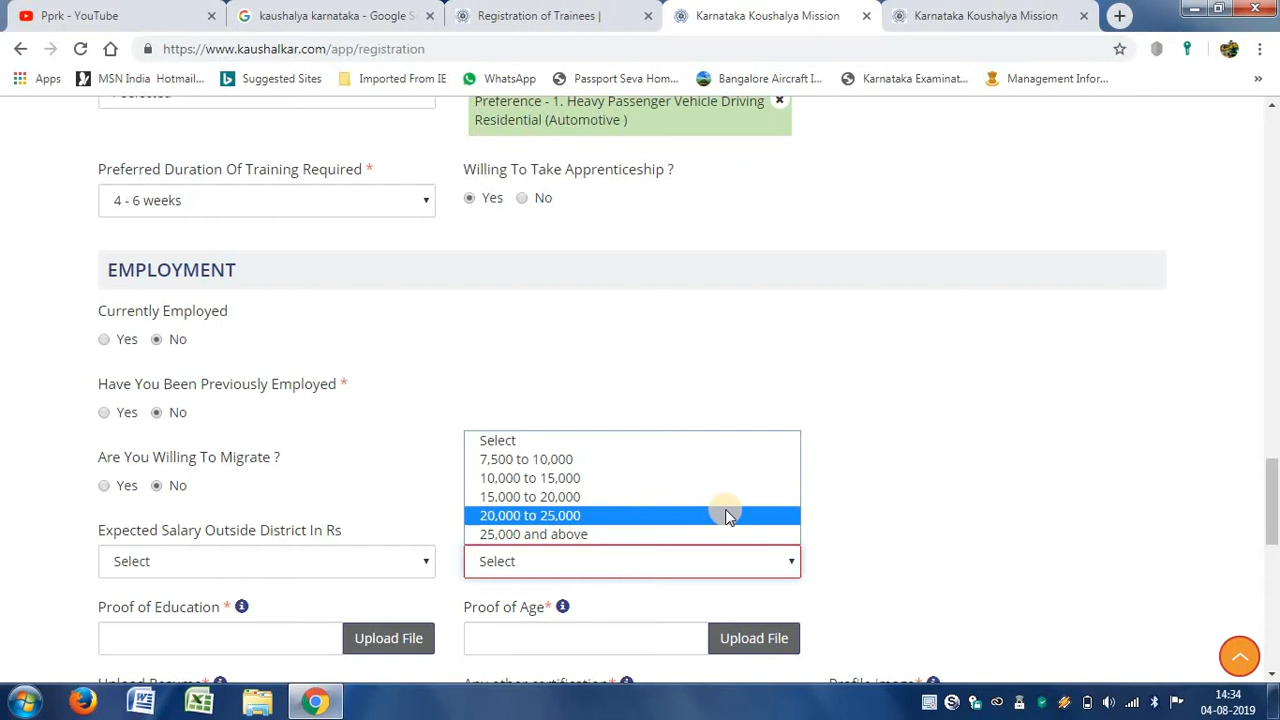 Pprk - YouTube
kaushalya karnataka - Google S
Registration of Trainees |
Karnataka Koushalya Mission
Karnataka Koushalya Mission
https://www.kaushalkar.com/app/registration
Apps
MSN India Hotmail...
Suggested Sites
Imported From IE
WhatsApp
Passport Seva Hom...
Bangalore Aircraft I...
Karnataka Examinat...
Management Infor...
Preference - 1. Heavy Passenger Vehicle Driving
Residential (Automotive )
Preferred Duration Of Training Required *
Willing To Take Apprenticeship ?
4 - 6 weeks
Yes No
EMPLOYMENT
Currently Employed
Yes No
Have You Been Previously Employed *
Yes No
Select
7,500 to 10,000
Are You Willing To Migrate ?
10,000 to 15,000
Yes No
15,000 to 20,000
20,000 to 25,000
Expected Salary Outside District In Rs
25,000 and above
Select
Select
Proof of Education *
Proof of Age*
Upload File
Upload File
14:34
04-08-2019